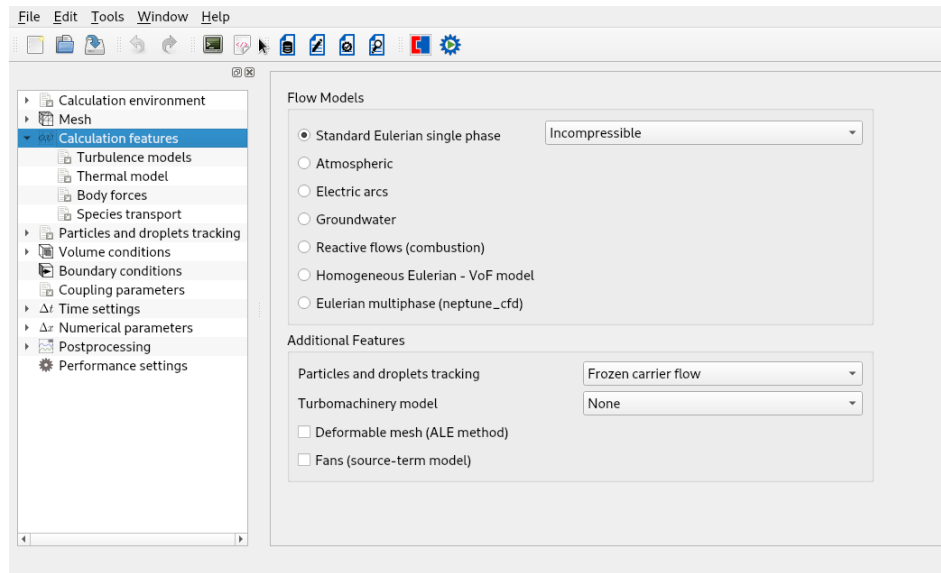 File Edit Tools Window Help
Calculation environment
Mesh
Calculation features
Turbulence models
Thermal model
Body forces
Species transport
Particles and droplets tracking
Volume conditions
Boundary conditions
Coupling parameters
Δt Time settings
Δx Numerical parameters
Postprocessing
Performance settings
Flow Models
Standard Eulerian single phase Incompressible
Atmospheric
Electric arcs
Groundwater
Reactive flows (combustion)
Homogeneous Eulerian - VoF model
Eulerian multiphase (neptune_cfd)
Additional Features
Particles and droplets tracking Frozen carrier flow
Turbomachinery model None
Deformable mesh (ALE method)
Fans (source-term model)